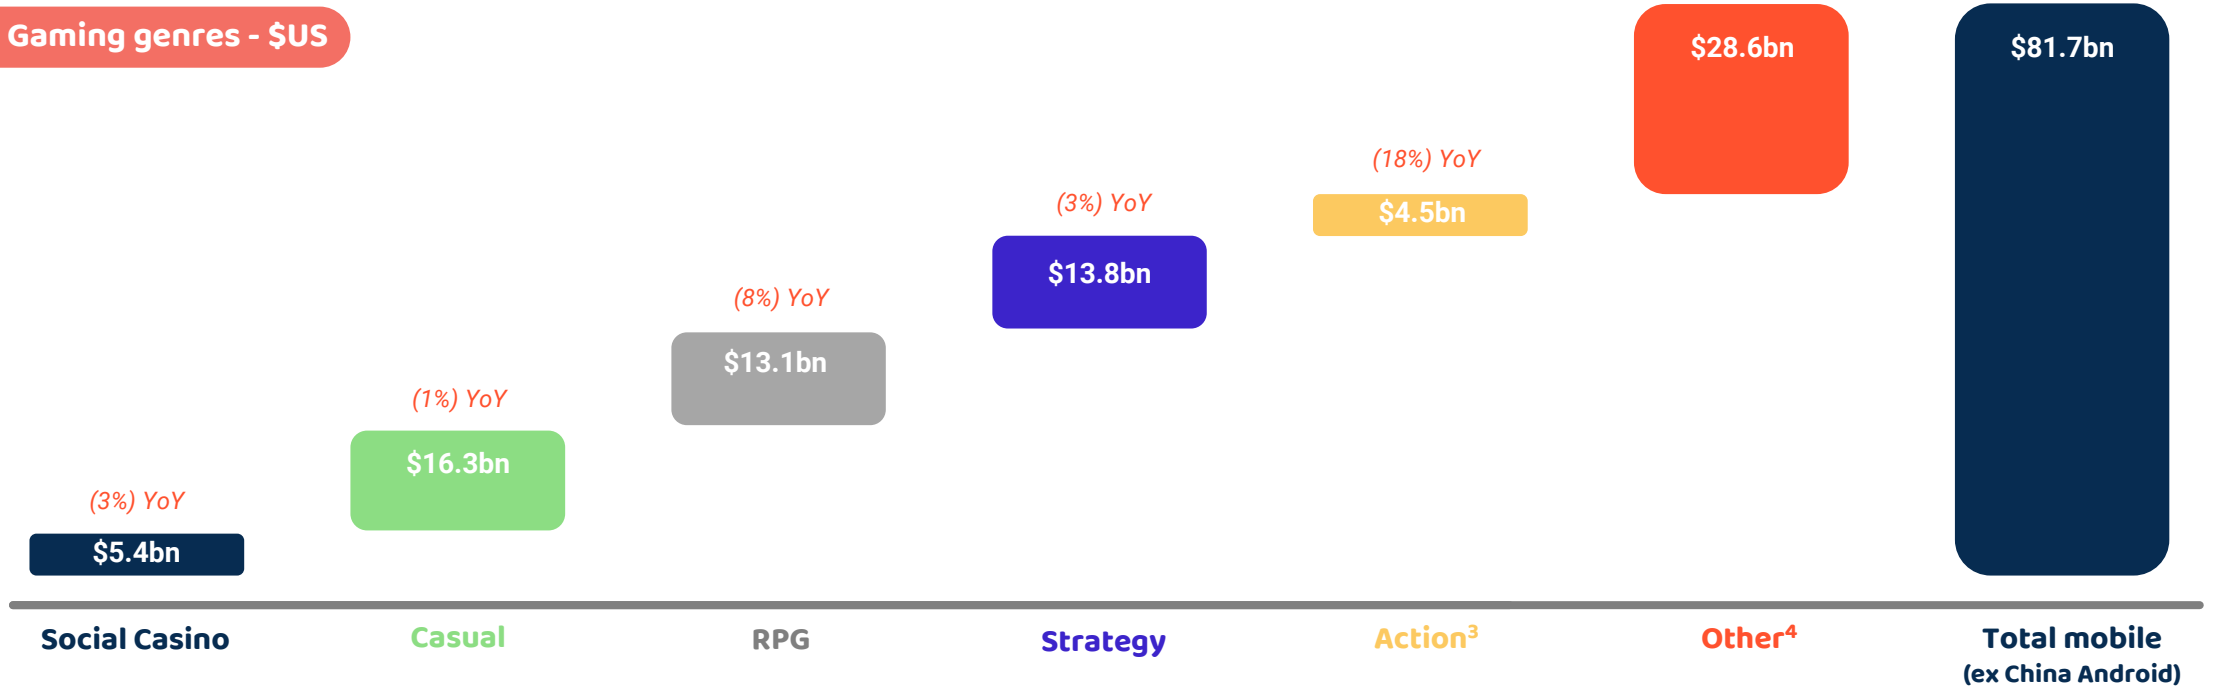 Gaming genres - $US
$28.6bn
$81.7bn
(18%) YoY
$4.5bn
(3%) YoY
$13.8bn
(8%) YoY
$13.1bn
(1%) YoY
$16.3bn
(3%) YoY
$5.4bn
Social Casino
Casual
RPG
Strategy
Action³
Other⁴
Total mobile
(ex China Android)